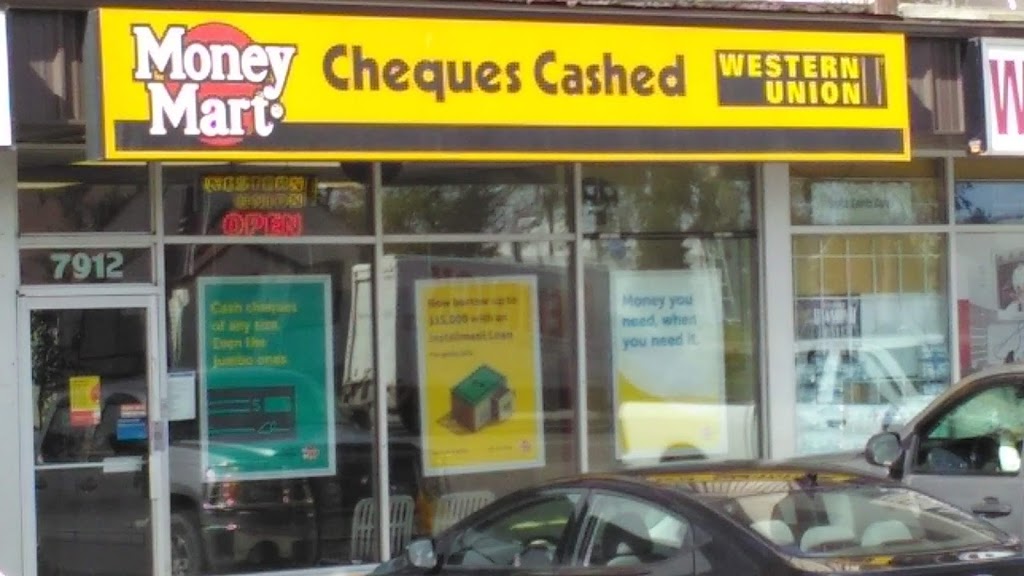 Money
Mart
Cheques Cashed
WESTERN
UNION
WESTERN
UNION
OPEN
7912
Cash cheques
of any size.
Even the
jumbo ones
Now borrow up to
$15,000 with an
Installment Loan
Money you
need, when
you need it.
W